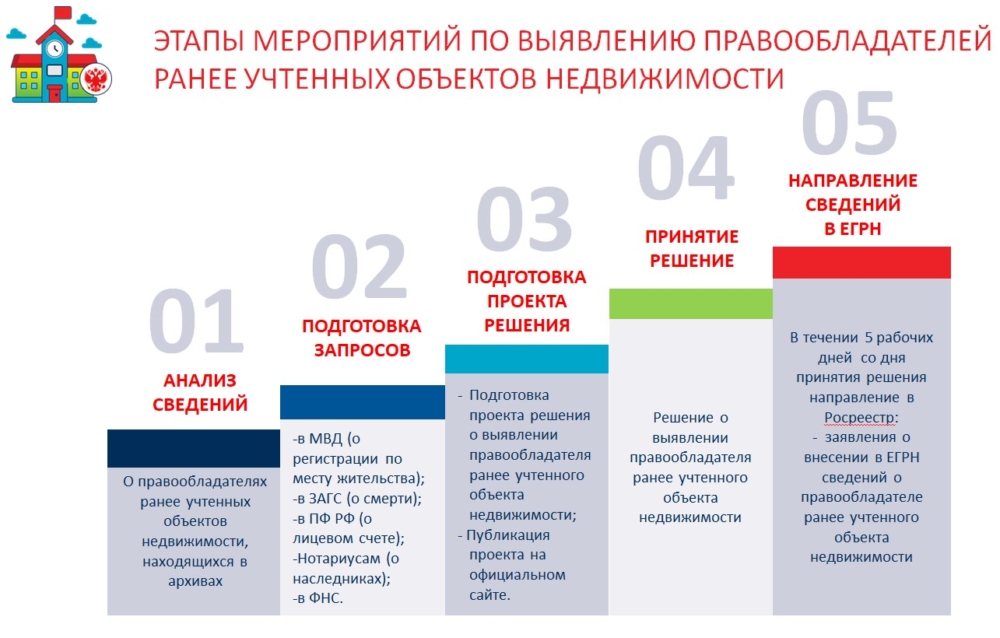 ЭТАПЫ МЕРОПРИЯТИЙ ПО ВЫЯВЛЕНИЮ ПРАВООБЛАДАТЕЛЕЙ
РАНЕЕ УЧТЕННЫХ ОБЪЕКТОВ НЕДВИЖИМОСТИ
01
АНАЛИЗ
СВЕДЕНИЙ
О правообладателях
ранее учтенных
объектов
недвижимости,
находящихся в
архивах
02
ПОДГОТОВКА
ЗАПРОСОВ
-в МВД (о
регистрации по
месту жительства);
-в ЗАГС (о смерти);
-в ПФ РФ (о
лицевом счете);
-Нотариусам (о
наследниках);
-в ФНС.
03
ПОДГОТОВКА
ПРОЕКТА
РЕШЕНИЯ
- Подготовка
проекта решения
о выявлении
правообладателя
ранее учтенного
объекта
недвижимости;
- Публикация
проекта на
официальном
сайте.
04
ПРИНЯТИЕ
РЕШЕНИЕ
Решение о
выявлении
правообладателя
ранее учтенного
объекта
недвижимости
05
НАПРАВЛЕНИЕ
СВЕДЕНИЙ
В ЕГРН
В течении 5 рабочих
дней со дня
принятия решения
направление в
Росреестр:
- заявления о
внесении в ЕГРН
сведений о
правообладателе
ранее учтенного
объекта
недвижимости